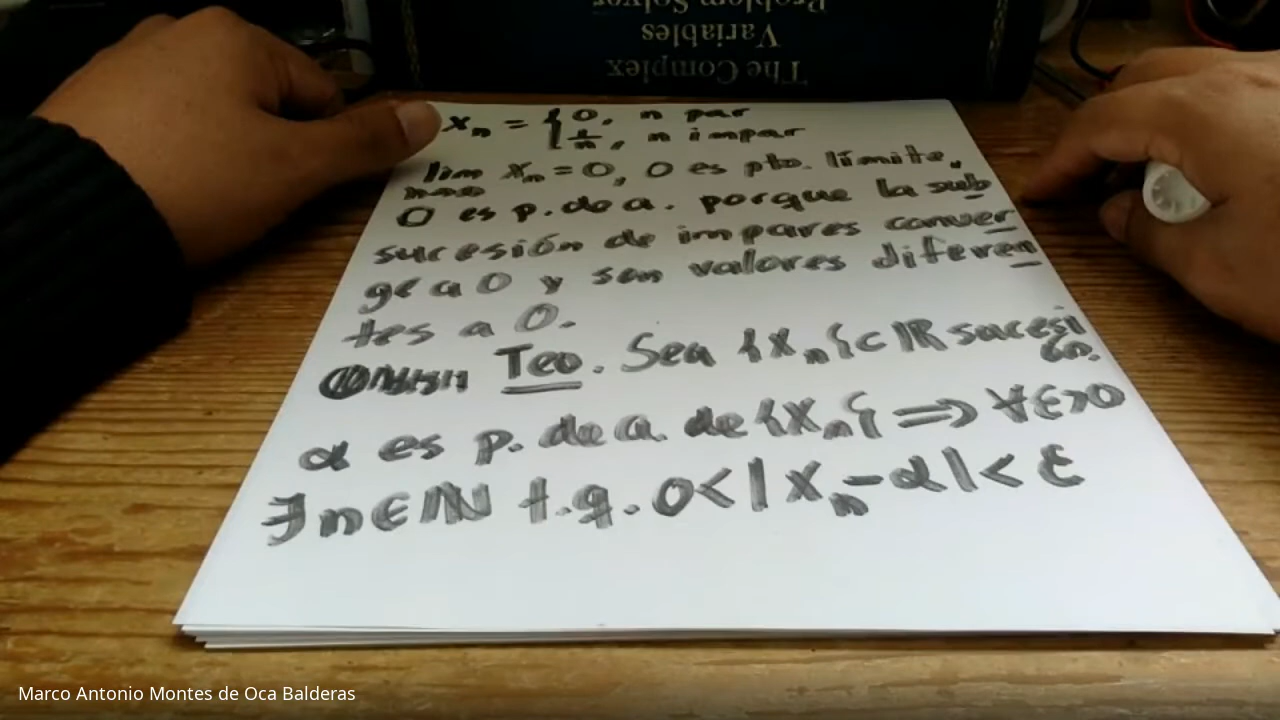 The Complex
Variables
Problem Solver
xₙ = { 0, n par
1/n, n impar
lim xₙ = 0, 0 es pto. límite.
n→∞
0 es p. de a. porque la sub
sucesión de impares conver
ge a 0 y son valores diferen
tes a 0.
Teo. Sea {xₙ} ⊂ ℝ sucesi
ón.
α es p. de a. de {xₙ} ⟹ ∀ε>0
∃n∈ℕ t.q. 0<|xₙ-α|<ε
Marco Antonio Montes de Oca Balderas